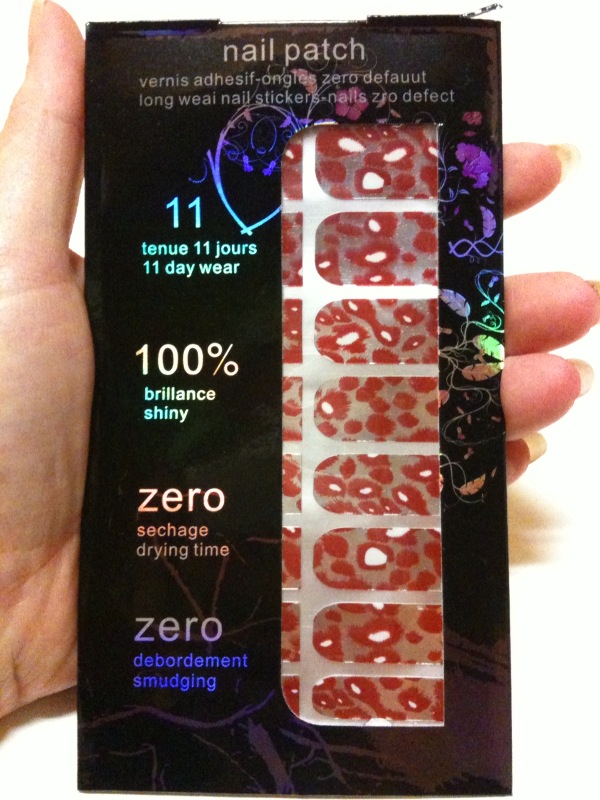 nail patch
vernis adhesif-ongles zero defauut
long weai nail stickers-nails zro defect
11
tenue 11 jours
11 day wear
100%
brillance
shiny
zero
sechage
drying time
zero
debordement
smudging